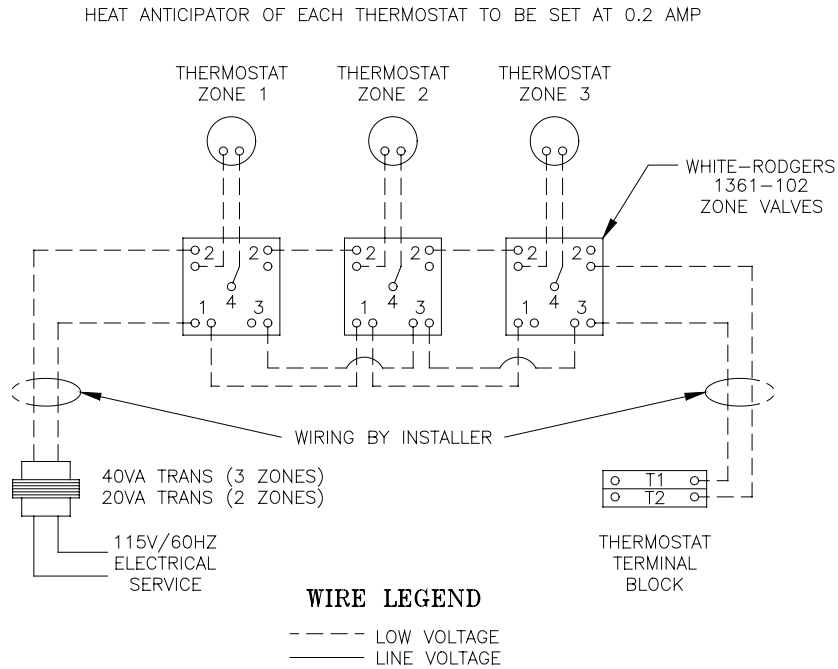 HEAT ANTICIPATOR OF EACH THERMOSTAT TO BE SET AT 0.2 AMP
THERMOSTAT
ZONE 1
THERMOSTAT
ZONE 2
THERMOSTAT
ZONE 3
WHITE-RODGERS
1361-102
ZONE VALVES
2 2
4
1 3
2 2
4
1 3
2 2
4
1 3
WIRING BY INSTALLER
40VA TRANS (3 ZONES)
20VA TRANS (2 ZONES)
115V/60HZ
ELECTRICAL
SERVICE
T1
T2
THERMOSTAT
TERMINAL
BLOCK
WIRE LEGEND
LOW VOLTAGE
LINE VOLTAGE